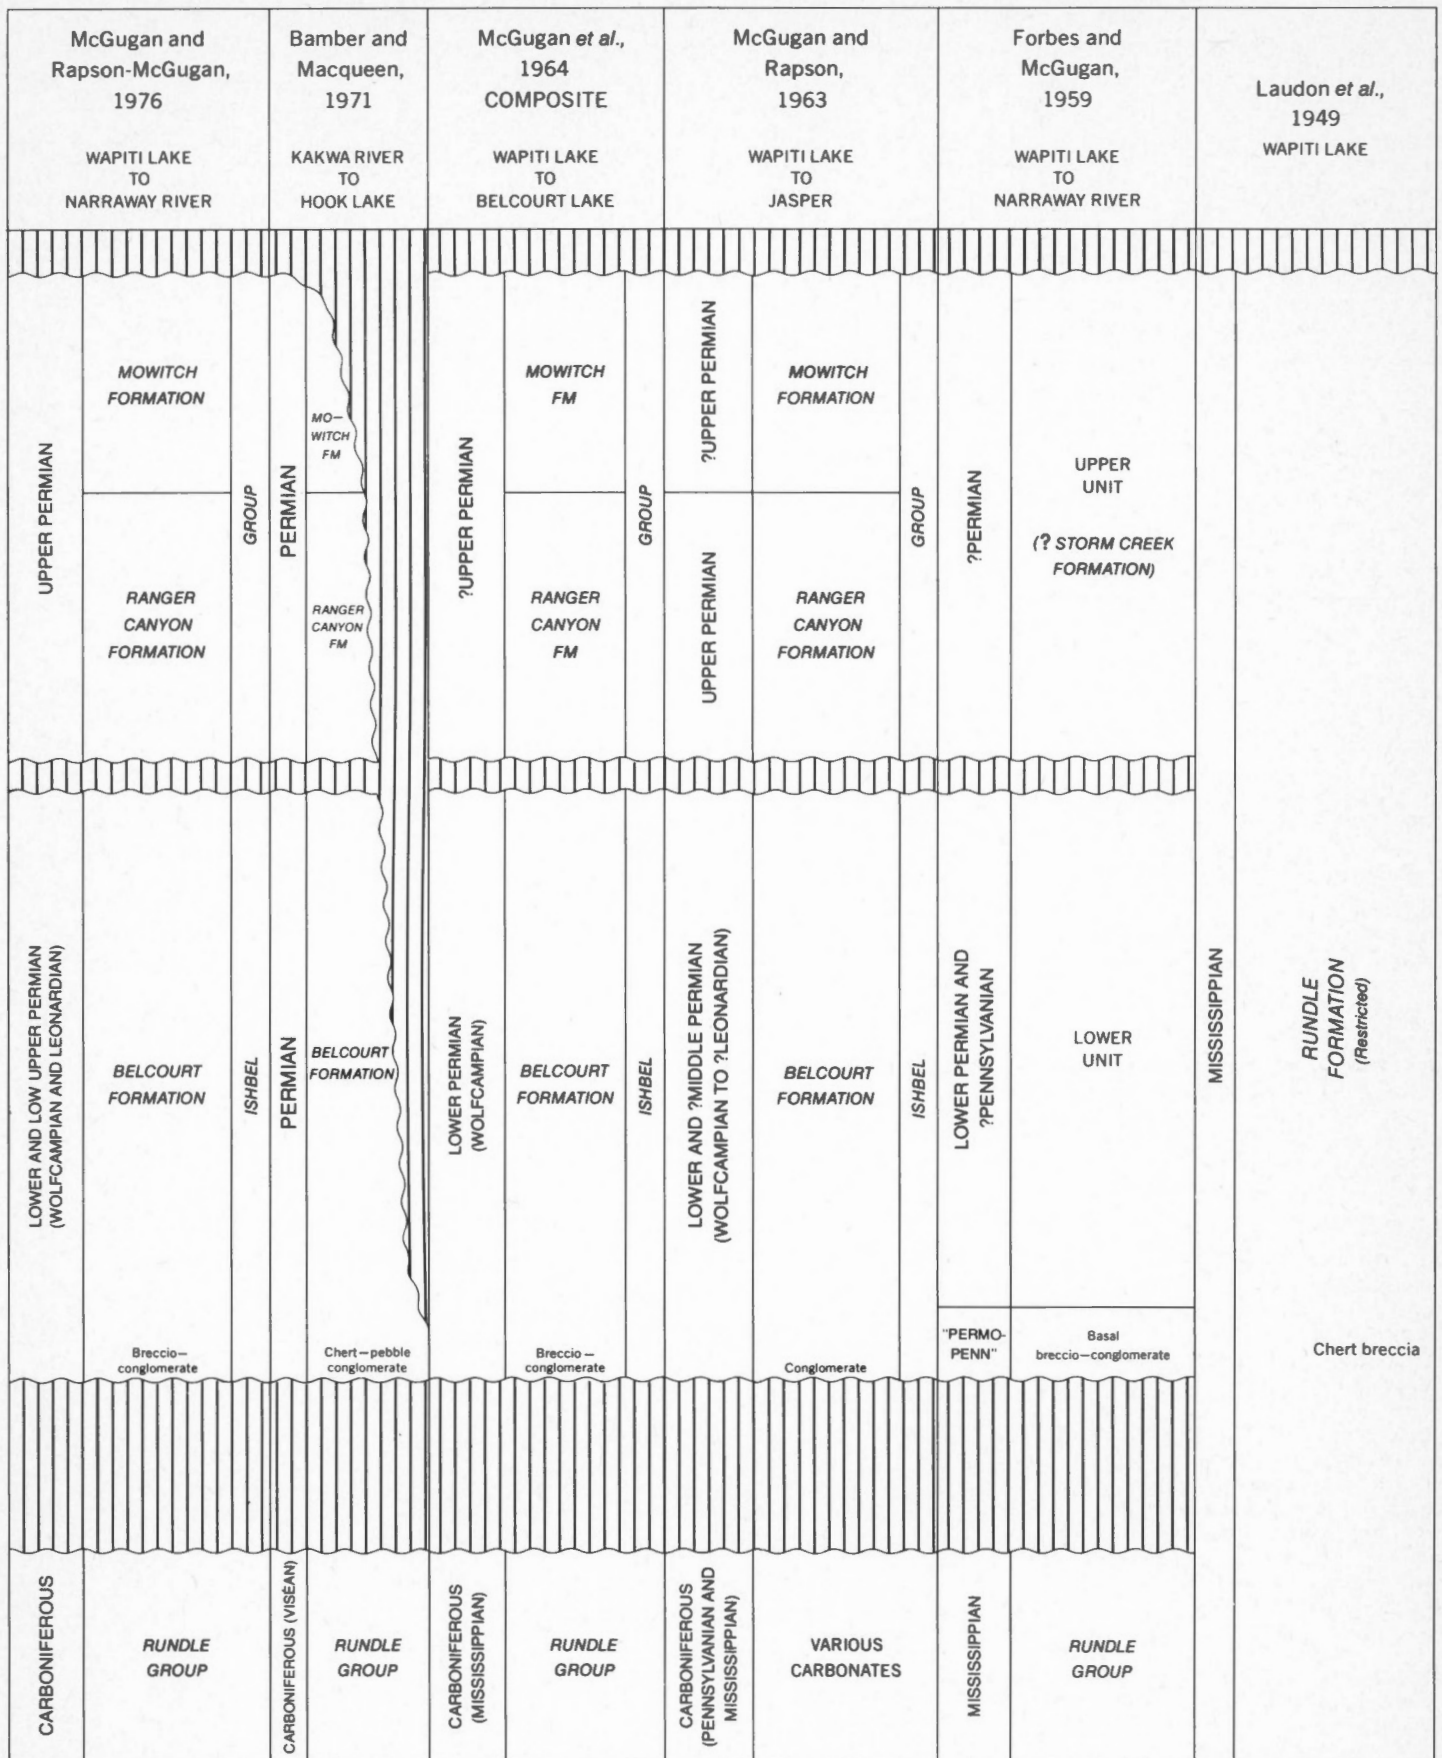 McGugan and
Rapson-McGugan,
1976
WAPITI LAKE
TO
NARRAWAY RIVER
Bamber and
Macqueen,
1971
KAKWA RIVER
TO
HOOK LAKE
McGugan et al.,
1964
COMPOSITE
WAPITI LAKE
TO
BELCOURT LAKE
McGugan and
Rapson,
1963
WAPITI LAKE
TO
JASPER
Forbes and
McGugan,
1959
WAPITI LAKE
TO
NARRAWAY RIVER
Laudon et al.,
1949
WAPITI LAKE
UPPER PERMIAN
MOWITCH
FORMATION
RANGER
CANYON
FORMATION
GROUP
LOWER AND LOW UPPER PERMIAN
(WOLFCAMPIAN AND LEONARDIAN)
BELCOURT
FORMATION
ISHBEL
Breccio–
conglomerate
CARBONIFEROUS
RUNDLE
GROUP
PERMIAN
MO–
WITCH
FM
RANGER
CANYON
FM
PERMIAN
BELCOURT
FORMATION
Chert–pebble
conglomerate
CARBONIFEROUS (VISÉAN)
RUNDLE
GROUP
?UPPER PERMIAN
MOWITCH
FM
RANGER
CANYON
FM
GROUP
LOWER PERMIAN
(WOLFCAMPIAN)
BELCOURT
FORMATION
ISHBEL
Breccio –
conglomerate
CARBONIFEROUS
(MISSISSIPPIAN)
RUNDLE
GROUP
?UPPER PERMIAN
MOWITCH
FORMATION
UPPER PERMIAN
RANGER
CANYON
FORMATION
GROUP
LOWER AND ?MIDDLE PERMIAN
(WOLFCAMPIAN TO ?LEONARDIAN)
BELCOURT
FORMATION
ISHBEL
Conglomerate
CARBONIFEROUS
(PENNSYLVANIAN AND
MISSISSIPPIAN)
VARIOUS
CARBONATES
?PERMIAN
UPPER
UNIT
(? STORM CREEK
FORMATION)
LOWER PERMIAN AND
?PENNSYLVANIAN
LOWER
UNIT
"PERMO-
PENN"
Basal
breccio–conglomerate
MISSISSIPPIAN
RUNDLE
GROUP
MISSISSIPPIAN
RUNDLE
FORMATION
(Restricted)
Chert breccia